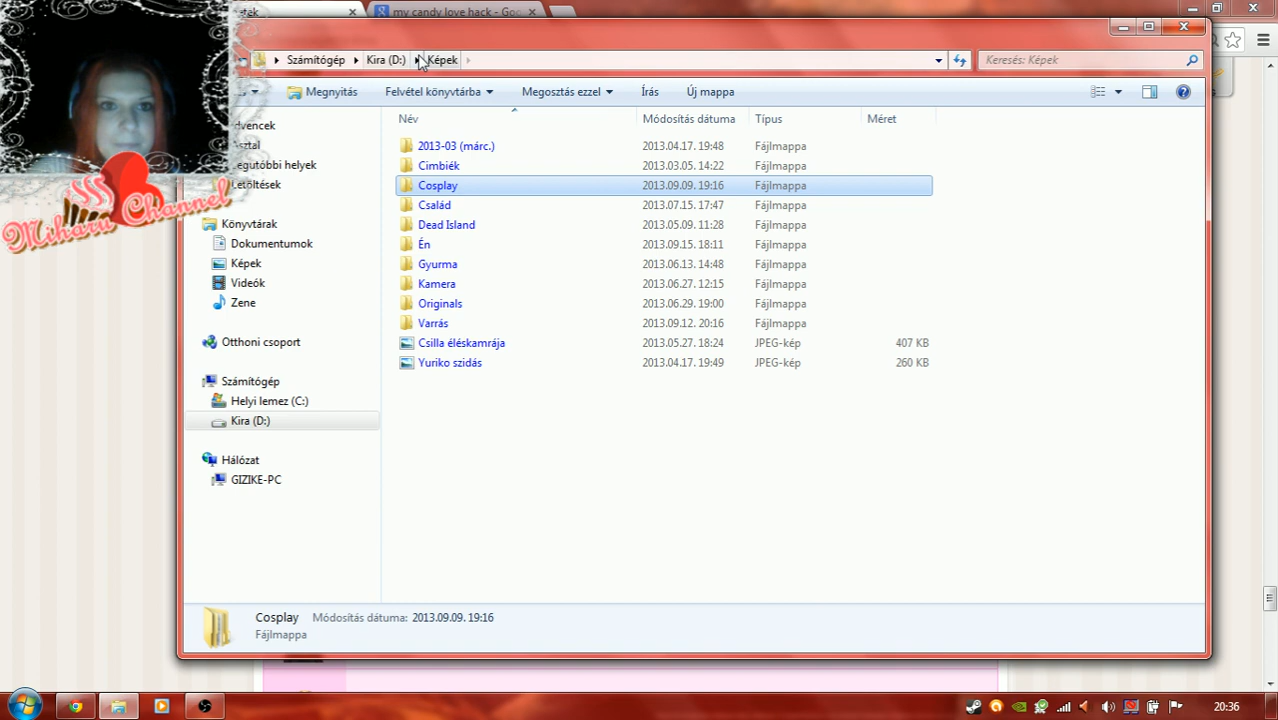 my candy love hack - Goo
Számítógép Kira (D:) Képek
Keresés: Képek
Megnyitás Felvétel könyvtárba Megosztás ezzel Írás Új mappa
Név Módosítás dátuma Típus Méret
2013-03 (márc.) 2013.04.17. 19:48 Fájlmappa
Cimbiék 2013.03.05. 14:22 Fájlmappa
Cosplay 2013.09.09. 19:16 Fájlmappa
Család 2013.07.15. 17:47 Fájlmappa
Dead Island 2013.05.09. 11:28 Fájlmappa
Én 2013.09.15. 18:11 Fájlmappa
Gyurma 2013.06.13. 14:48 Fájlmappa
Kamera 2013.06.27. 12:15 Fájlmappa
Originals 2013.06.29. 19:00 Fájlmappa
Varrás 2013.09.12. 20:16 Fájlmappa
Csilla éléskamrája 2013.05.27. 18:24 JPEG-kép 407 KB
Yuriko szidás 2013.04.17. 19:49 JPEG-kép 260 KB
Miharu Channel
Könyvtárak
Dokumentumok
Képek
Videók
Zene
Otthoni csoport
Számítógép
Helyi lemez (C:)
Kira (D:)
Hálózat
GIZIKE-PC
Cosplay Módosítás dátuma: 2013.09.09. 19:16
Fájlmappa
20:36